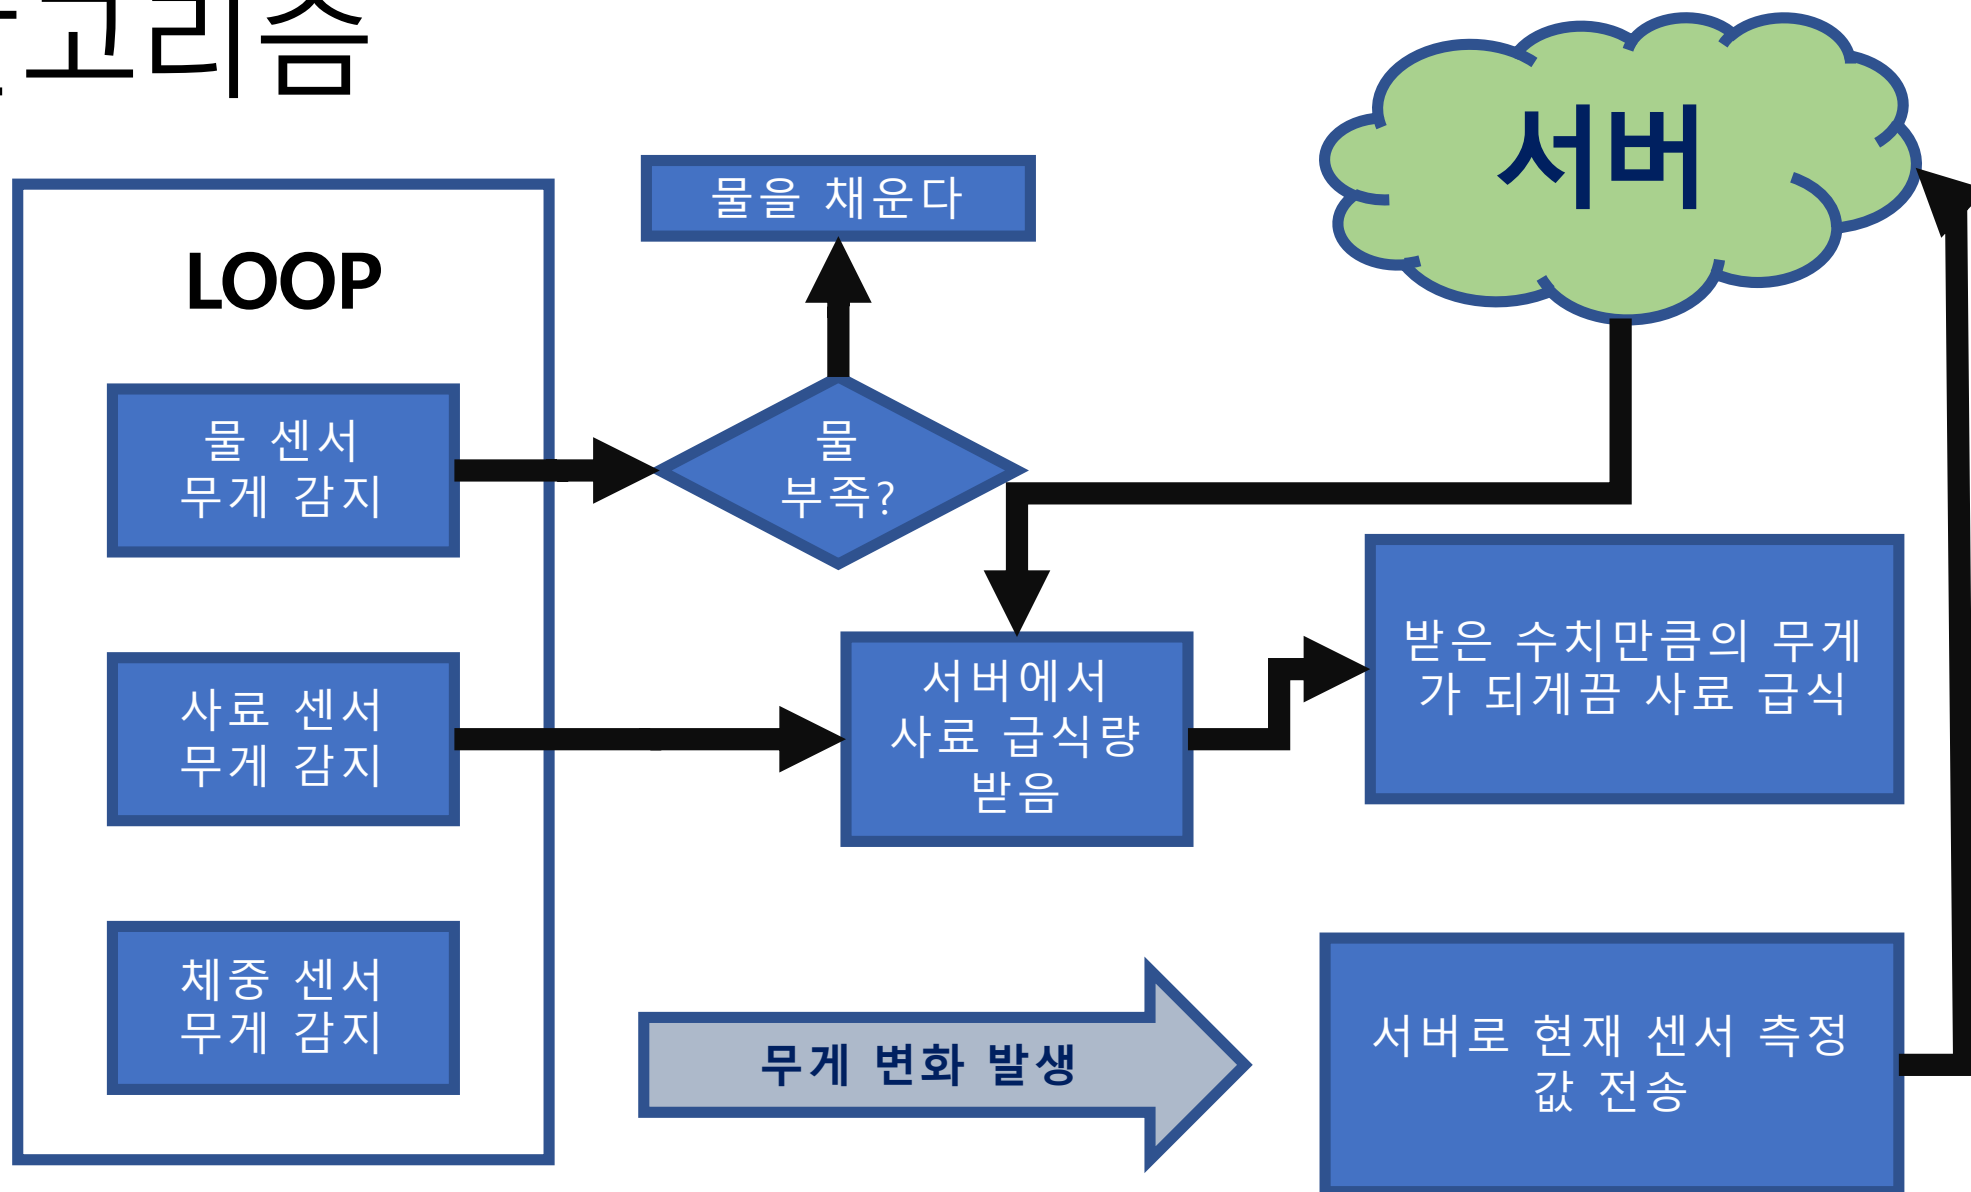 고리즘
LOOP
물 센서
무게 감지
사료 센서
무게 감지
체중 센서
무게 감지
물을 채운다
물
부족?
서버
서버에서
사료 급식량
받음
받은 수치만큼의 무게
가 되게끔 사료 급식
무게 변화 발생
서버로 현재 센서 측정
값 전송